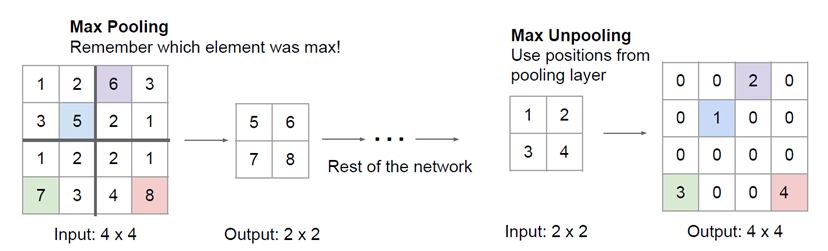 Max Pooling
Remember which element was max!
1 2 6 3
3 5 2 1
1 2 2 1
7 3 4 8
Input: 4 x 4
5 6
7 8
Output: 2 x 2
...
Rest of the network
Max Unpooling
Use positions from
pooling layer
1 2
3 4
Input: 2 x 2
0 0 2 0
0 1 0 0
0 0 0 0
3 0 0 4
Output: 4 x 4